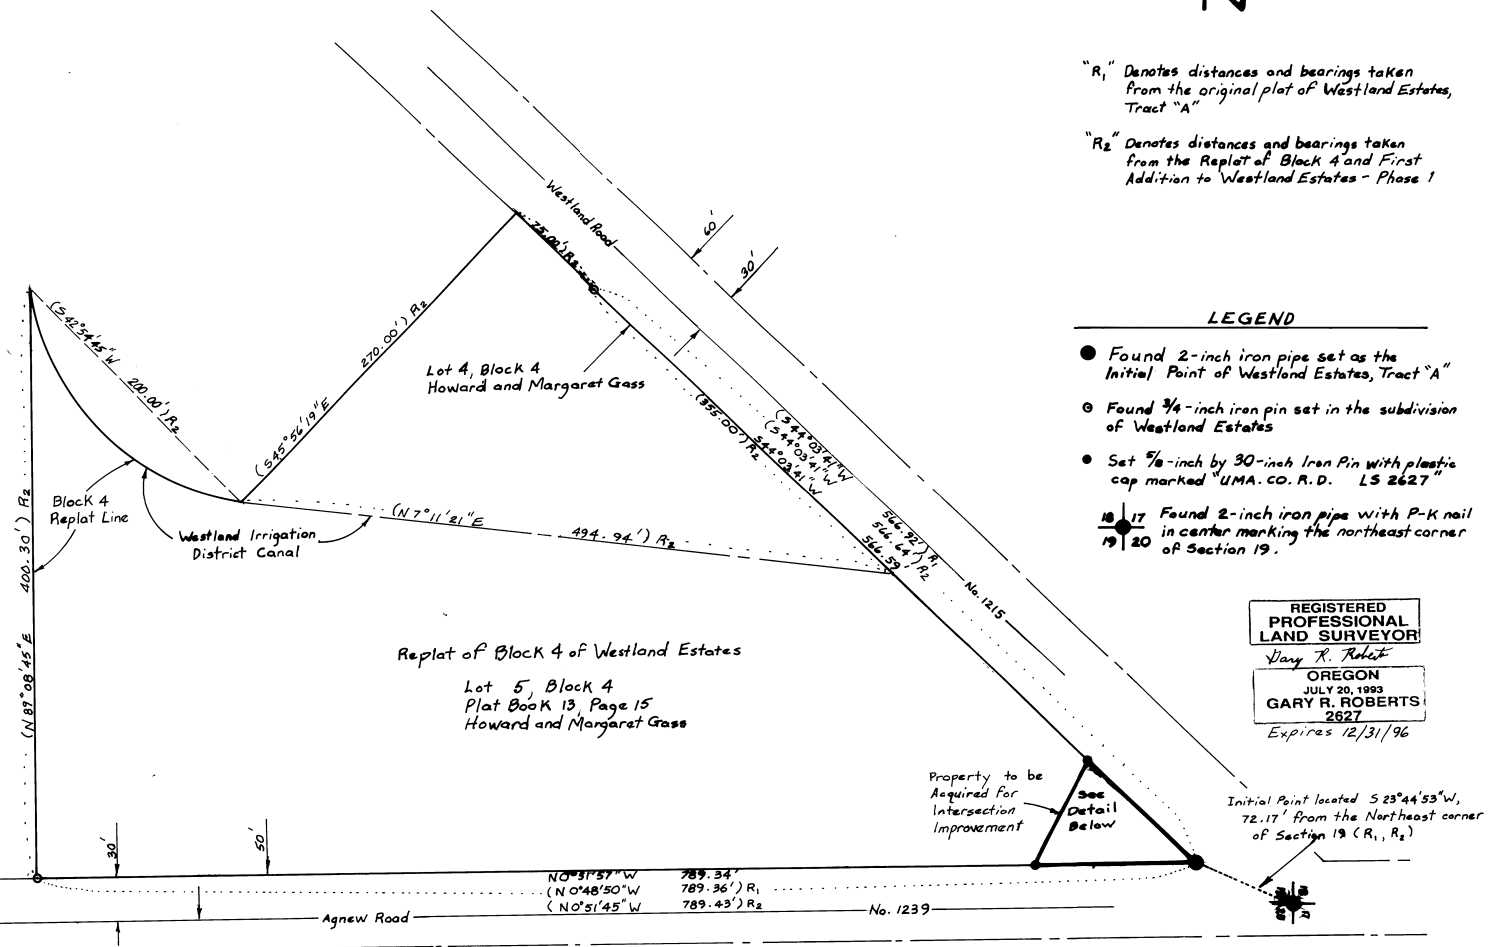 "R₁" Denotes distances and bearings taken
from the original plat of Westland Estates,
Tract "A"
"R₂" Denotes distances and bearings taken
from the Replat of Block 4 and First
Addition to Westland Estates - Phase 1
LEGEND
Found 2-inch iron pipe set as the
Initial Point of Westland Estates, Tract "A"
Found 3/4-inch iron pin set in the subdivision
of Westland Estates
Set 5/8-inch by 30-inch Iron Pin with plastic
cap marked "UMA. CO. R.D. LS 2627"
18 17
19 20
Found 2-inch iron pipe with P-K nail
in center marking the northeast corner
of Section 19.
REGISTERED
PROFESSIONAL
LAND SURVEYOR
Gary R. Roberts
OREGON
JULY 20, 1993
GARY R. ROBERTS
2627
Expires 12/31/96
Initial Point located S 23°44'53"W,
72.17' from the Northeast corner
of Section 19 (R₁, R₂)
Westland Road
60'
30'
75.00') R₂
(S 42°54'45"W
200.00') R₂
(S 45°56'19"E
270.00') R₂
Lot 4, Block 4
Howard and Margaret Gass
(355.00') R₂
(S 44°03'41"W
(S 44°03'41"W
S 44°03'41"W
566.92') R₁
566.64') R₂
566.59'
No. 1215
Block 4
Replat Line
Westland Irrigation
District Canal
(N 7°11'21"E
494.94') R₂
(N 89°08'45"E
400.30') R₂
Replat of Block 4 of Westland Estates
Lot 5, Block 4
Plat Book 13, Page 15
Howard and Margaret Gass
Property to be
Acquired for
Intersection
Improvement
See
Detail
Below
30'
50'
N 0°51'57"W 789.34'
(N 0°48'50"W 789.36') R₁
(N 0°51'45"W 789.43') R₂
Agnew Road
No. 1239